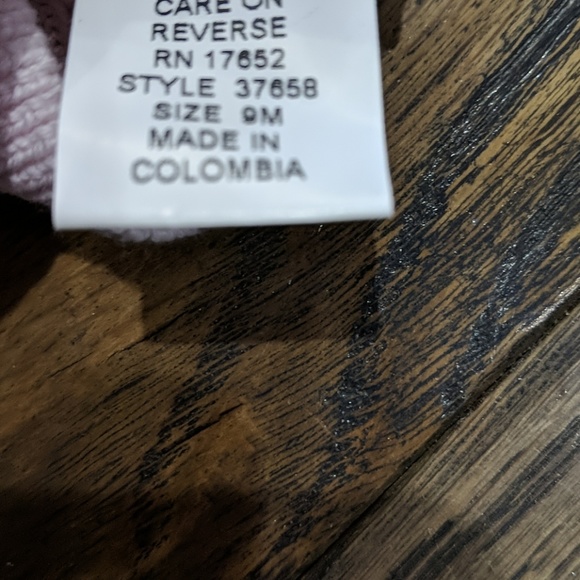 CARE ON
REVERSE
RN 17652
STYLE 37658
SIZE 9M
MADE IN
COLOMBIA